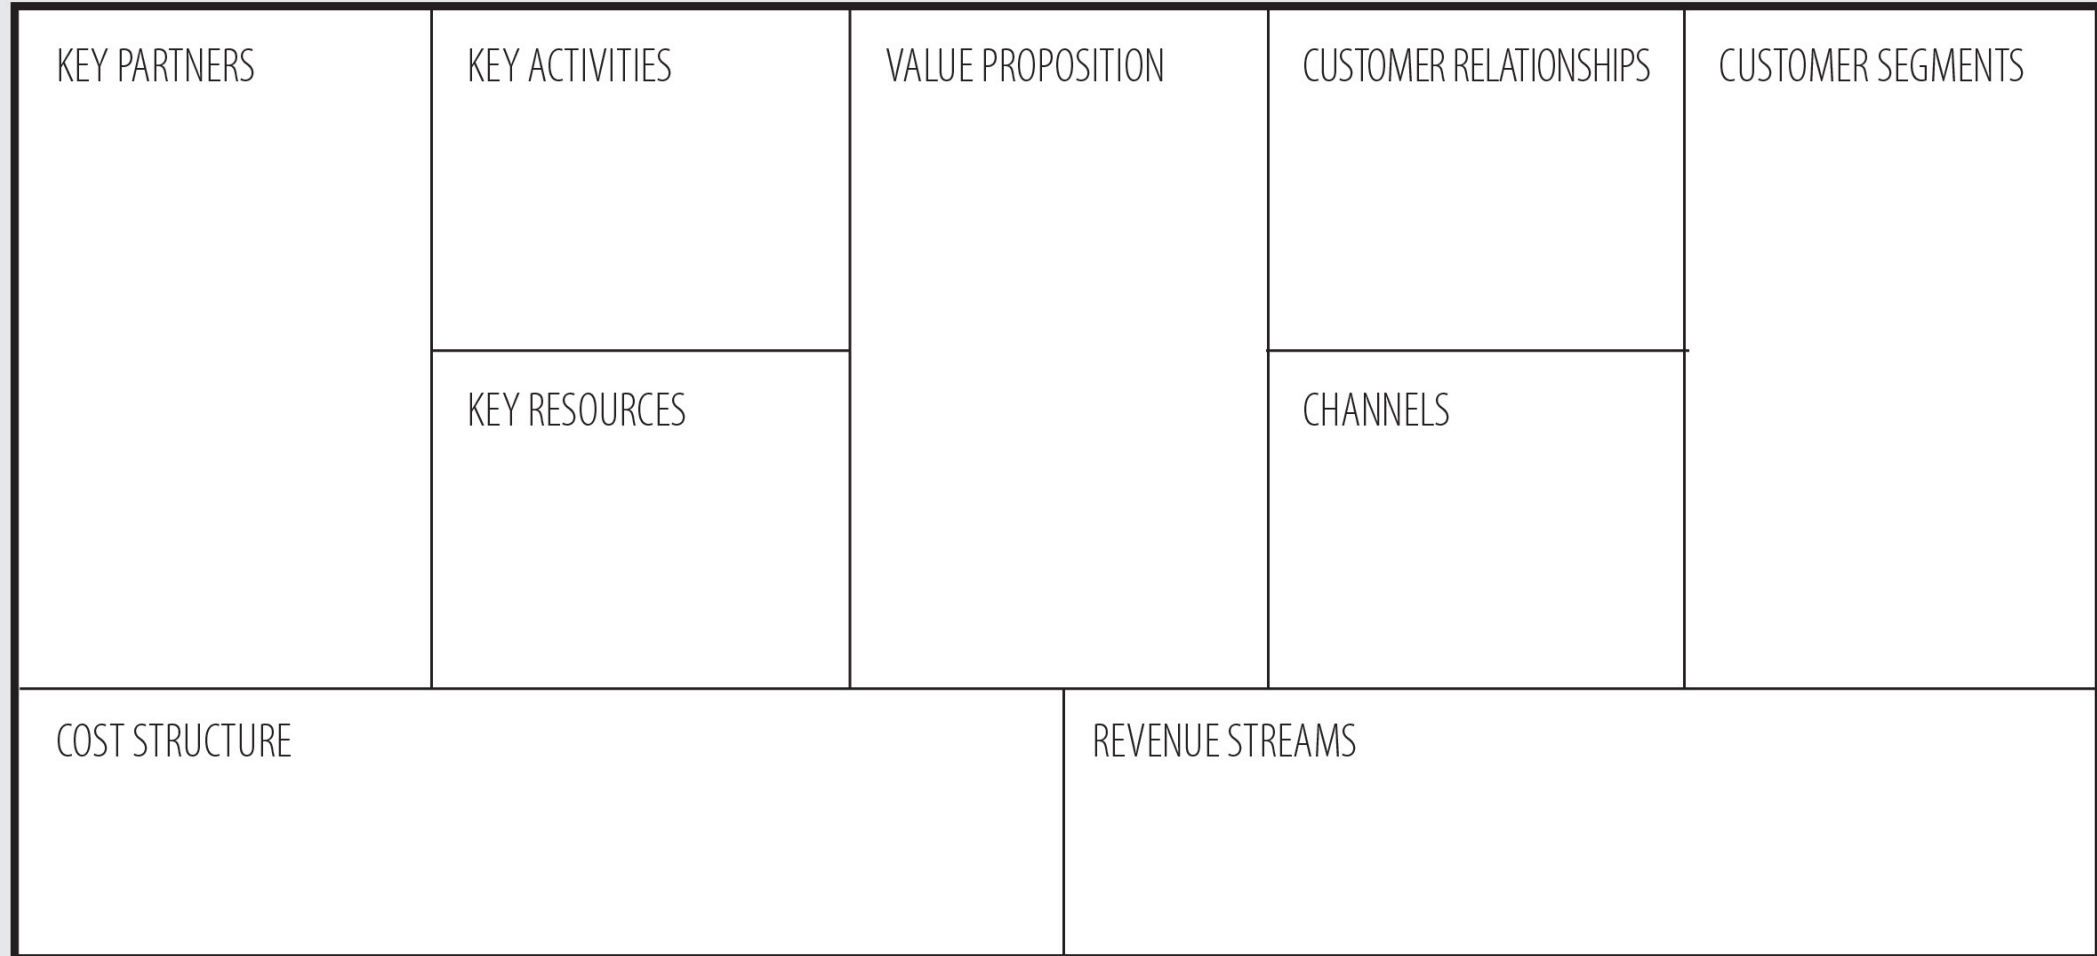 KEY PARTNERS
KEY ACTIVITIES
VALUE PROPOSITION
CUSTOMER RELATIONSHIPS
CUSTOMER SEGMENTS
KEY RESOURCES
CHANNELS
COST STRUCTURE
REVENUE STREAMS